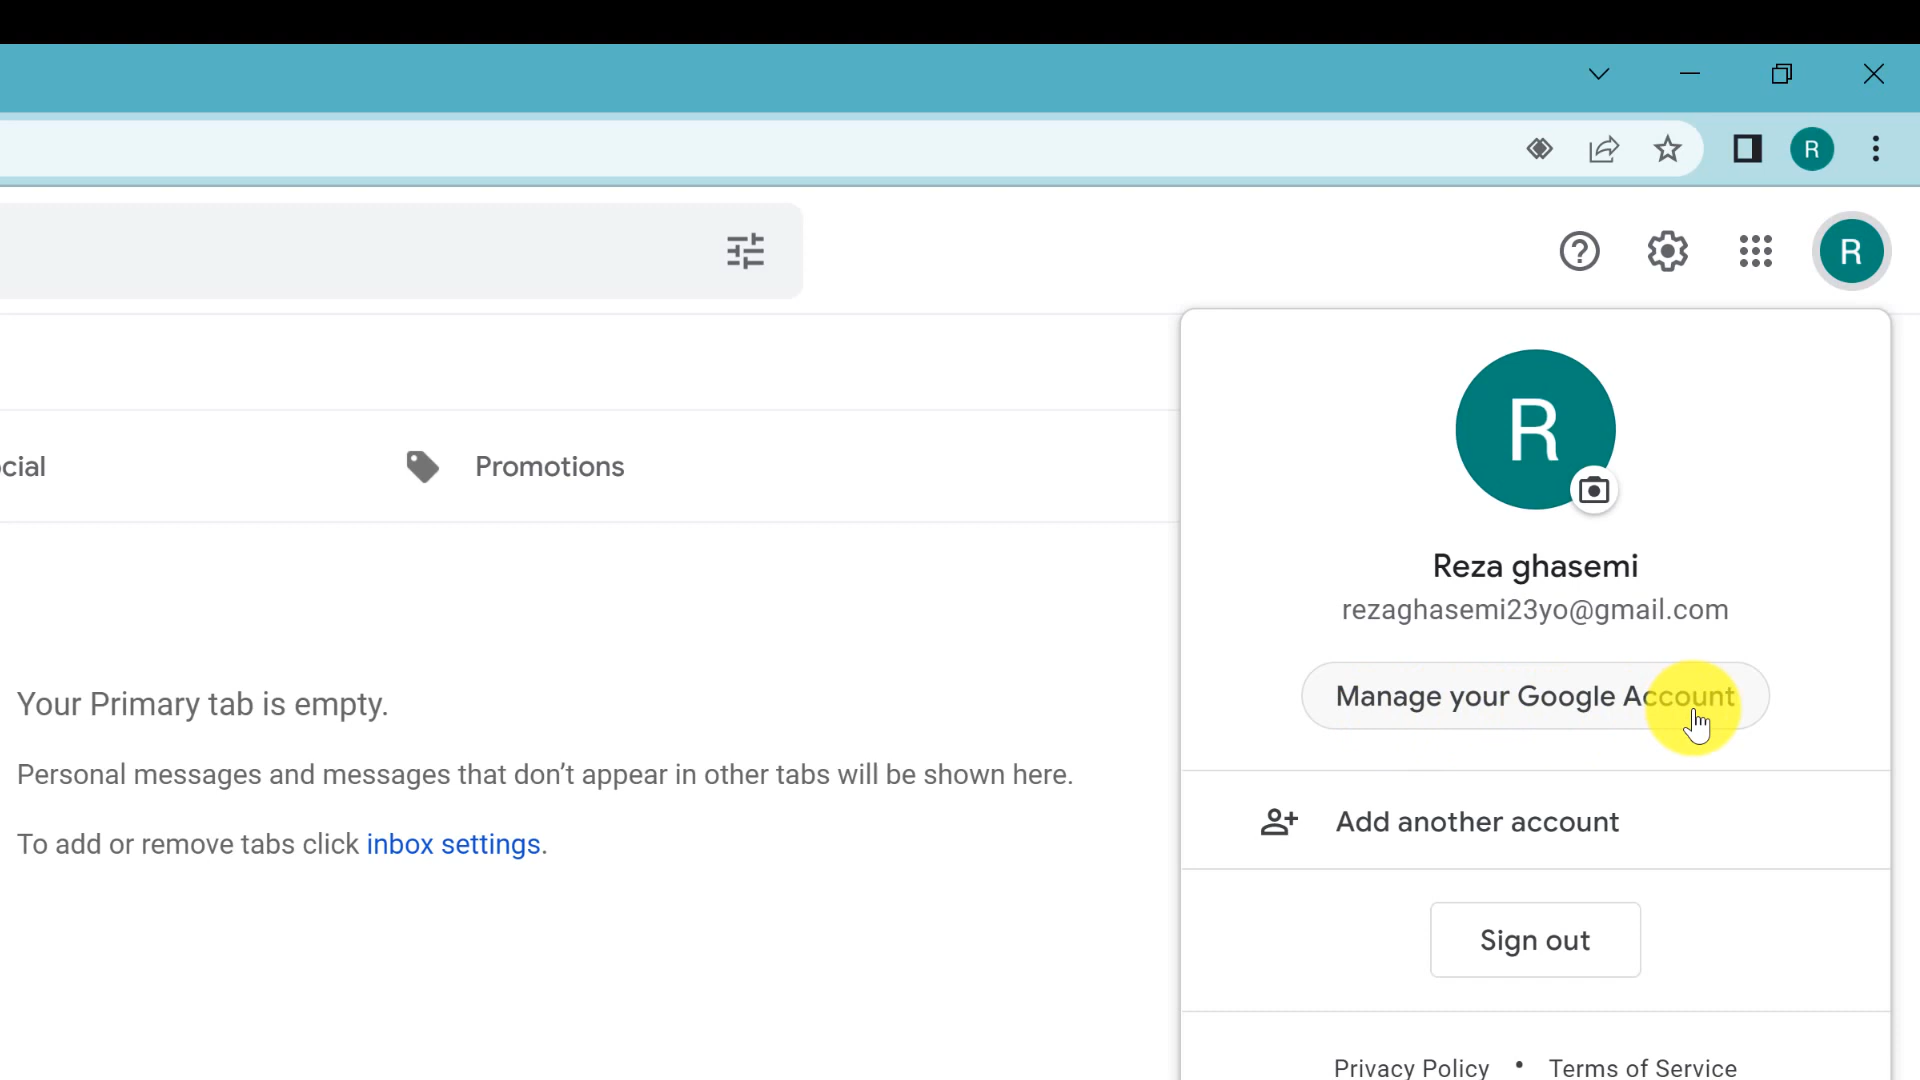 R
R
cial
Promotions
R
Reza ghasemi
rezaghasemi23yo@gmail.com
Manage your Google Account
Your Primary tab is empty.
Personal messages and messages that don’t appear in other tabs will be shown here.
To add or remove tabs click inbox settings.
Add another account
Sign out
Privacy Policy • Terms of Service